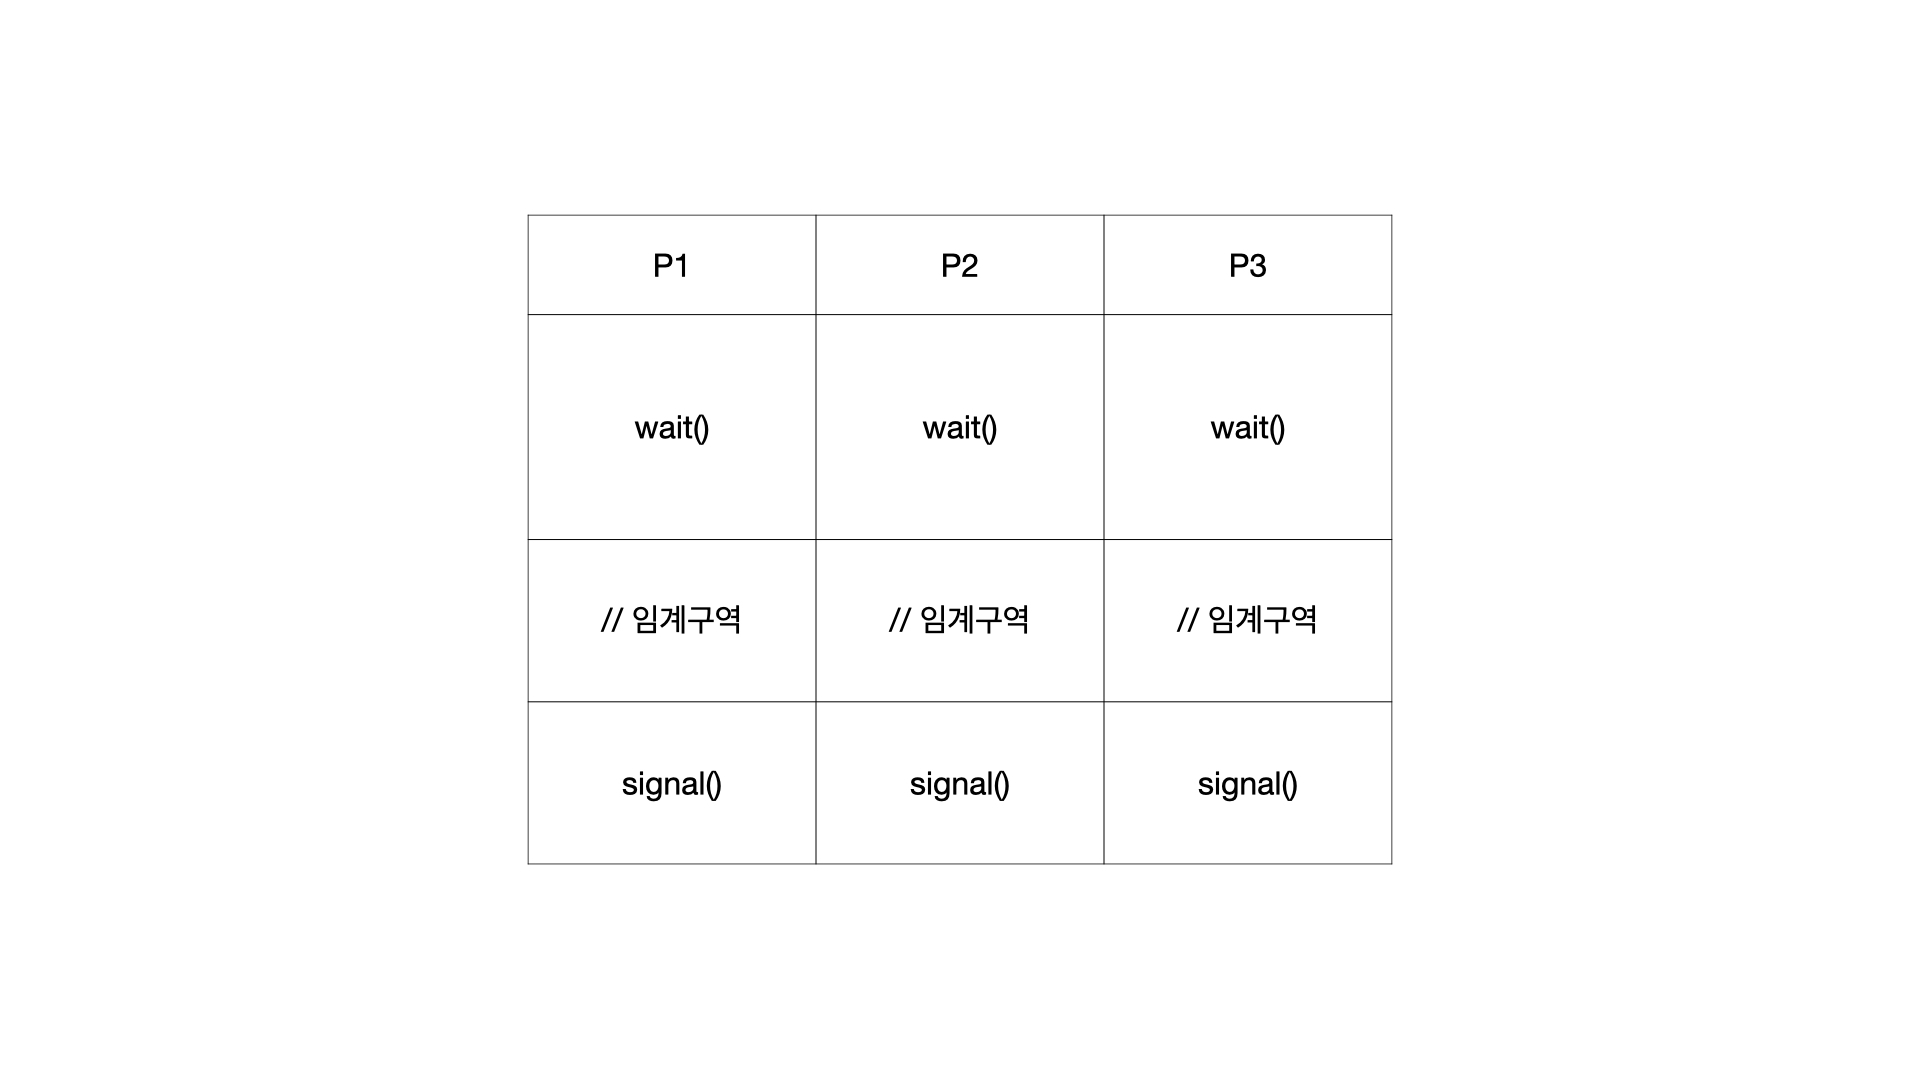 P1 P2 P3
wait() wait() wait()
// 임계구역 // 임계구역 // 임계구역
signal() signal() signal()